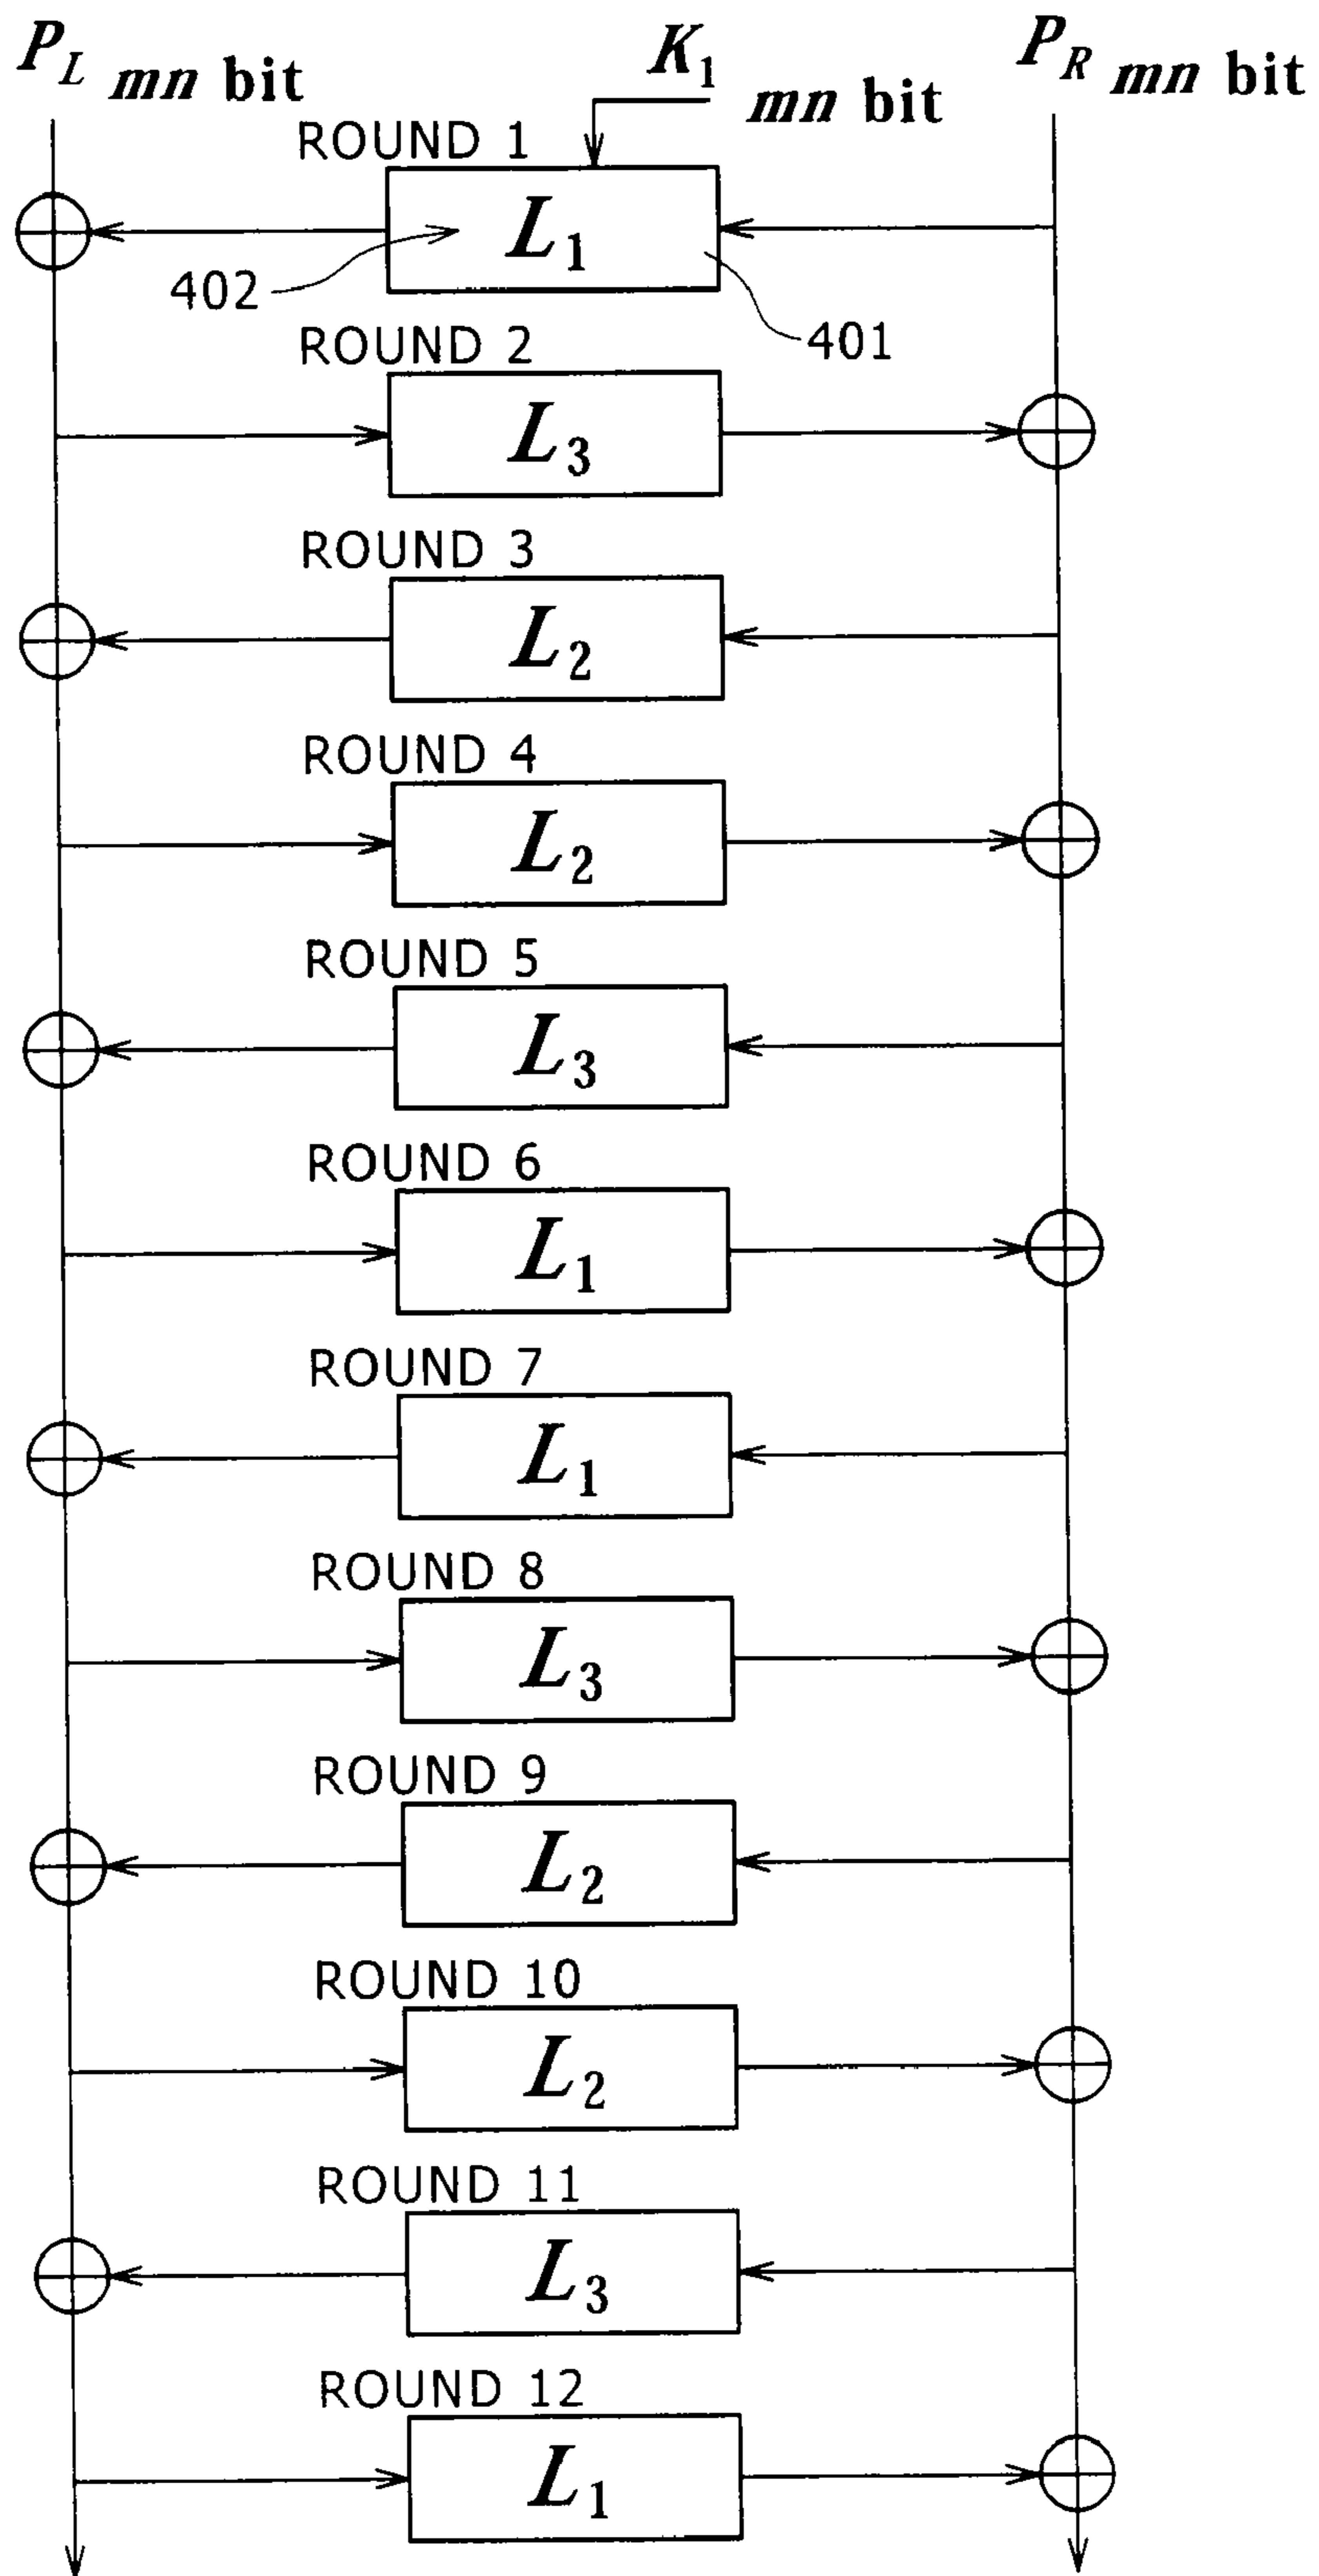 P_L mn bit
K_1 mn bit
P_R mn bit
ROUND 1
L_1
402
401
ROUND 2
L_3
ROUND 3
L_2
ROUND 4
L_2
ROUND 5
L_3
ROUND 6
L_1
ROUND 7
L_1
ROUND 8
L_3
ROUND 9
L_2
ROUND 10
L_2
ROUND 11
L_3
ROUND 12
L_1